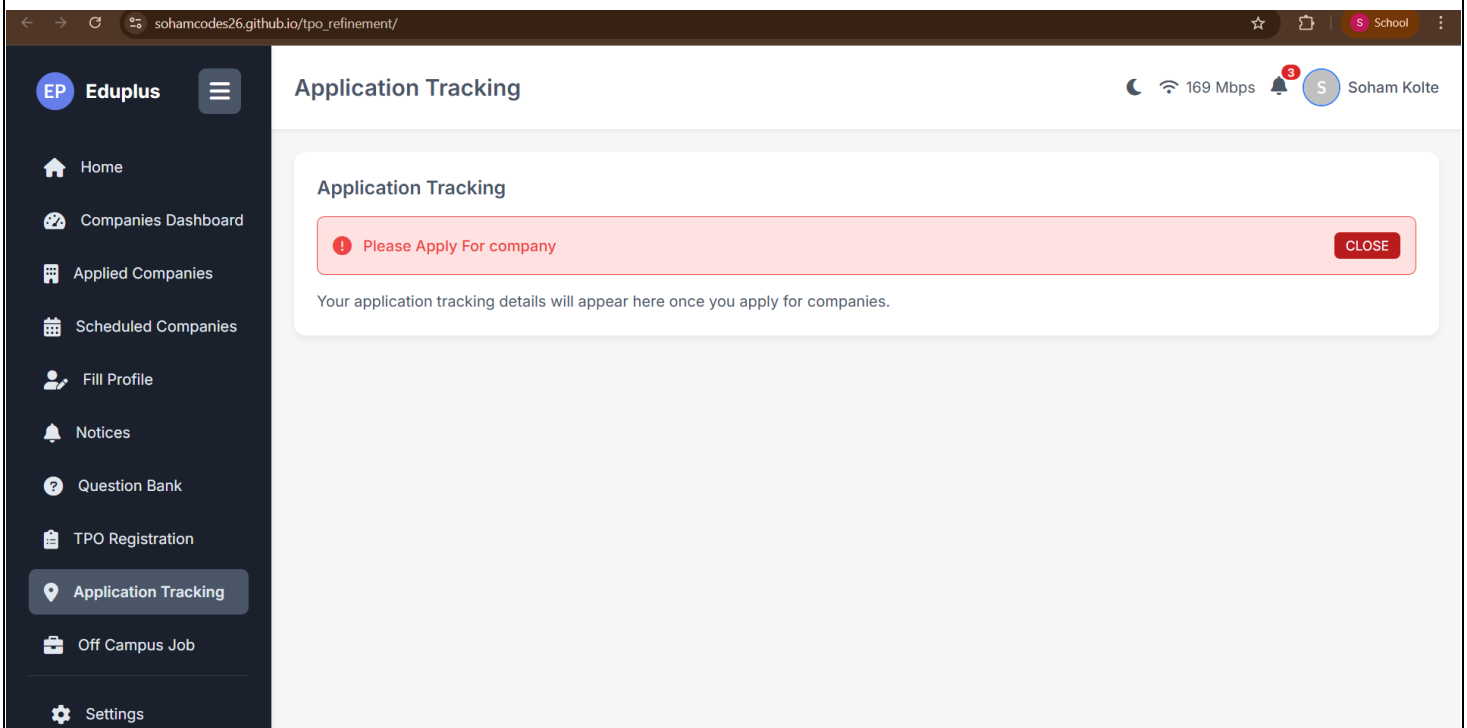 sohamcodes26.github.io/tpo_refinement/
S School
EP Eduplus
Application Tracking
169 Mbps 3 S Soham Kolte
Home
Companies Dashboard
Applied Companies
Scheduled Companies
Fill Profile
Notices
Question Bank
TPO Registration
Application Tracking
Off Campus Job
Settings
Application Tracking
Please Apply For company
CLOSE
Your application tracking details will appear here once you apply for companies.